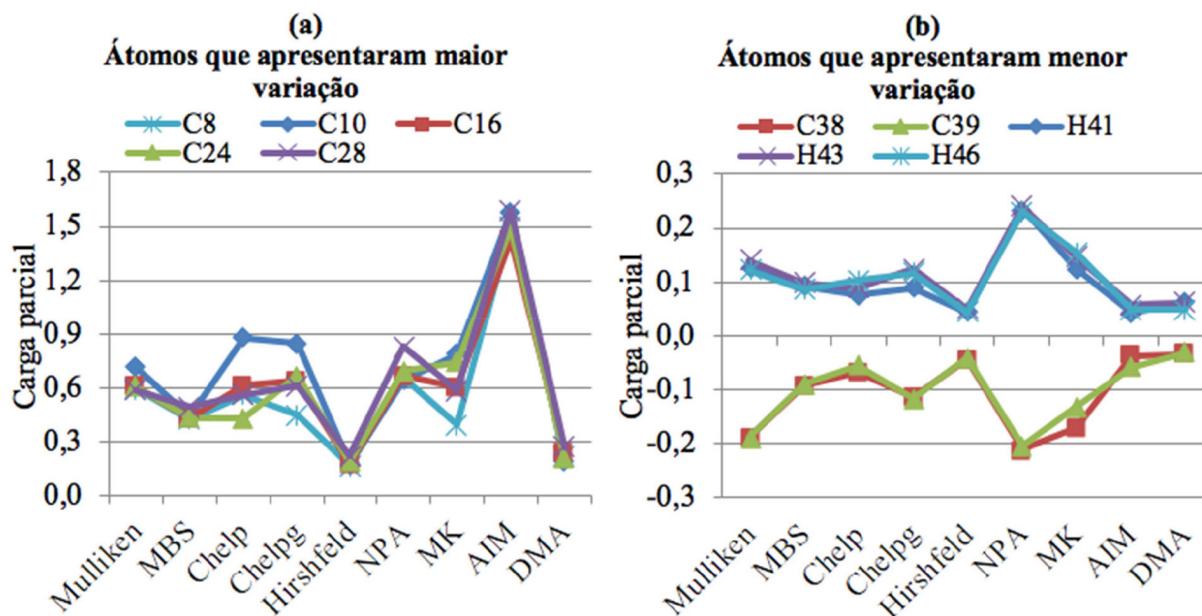 (a)
Átomos que apresentaram maior
variação
C8 C10 C16
C24 C28
Carga parcial
1,8
1,5
1,2
0,9
0,6
0,3
0,0
Mulliken
MBS
Chelp
Chelpg
Hirshfeld
NPA
MK
AIM
DMA
(b)
Átomos que apresentaram menor
variação
C38 C39 H41
H43 H46
Carga parcial
0,3
0,2
0,1
0,0
-0,1
-0,2
-0,3
Mulliken
MBS
Chelp
Chelpg
Hirshfeld
NPA
MK
AIM
DMA